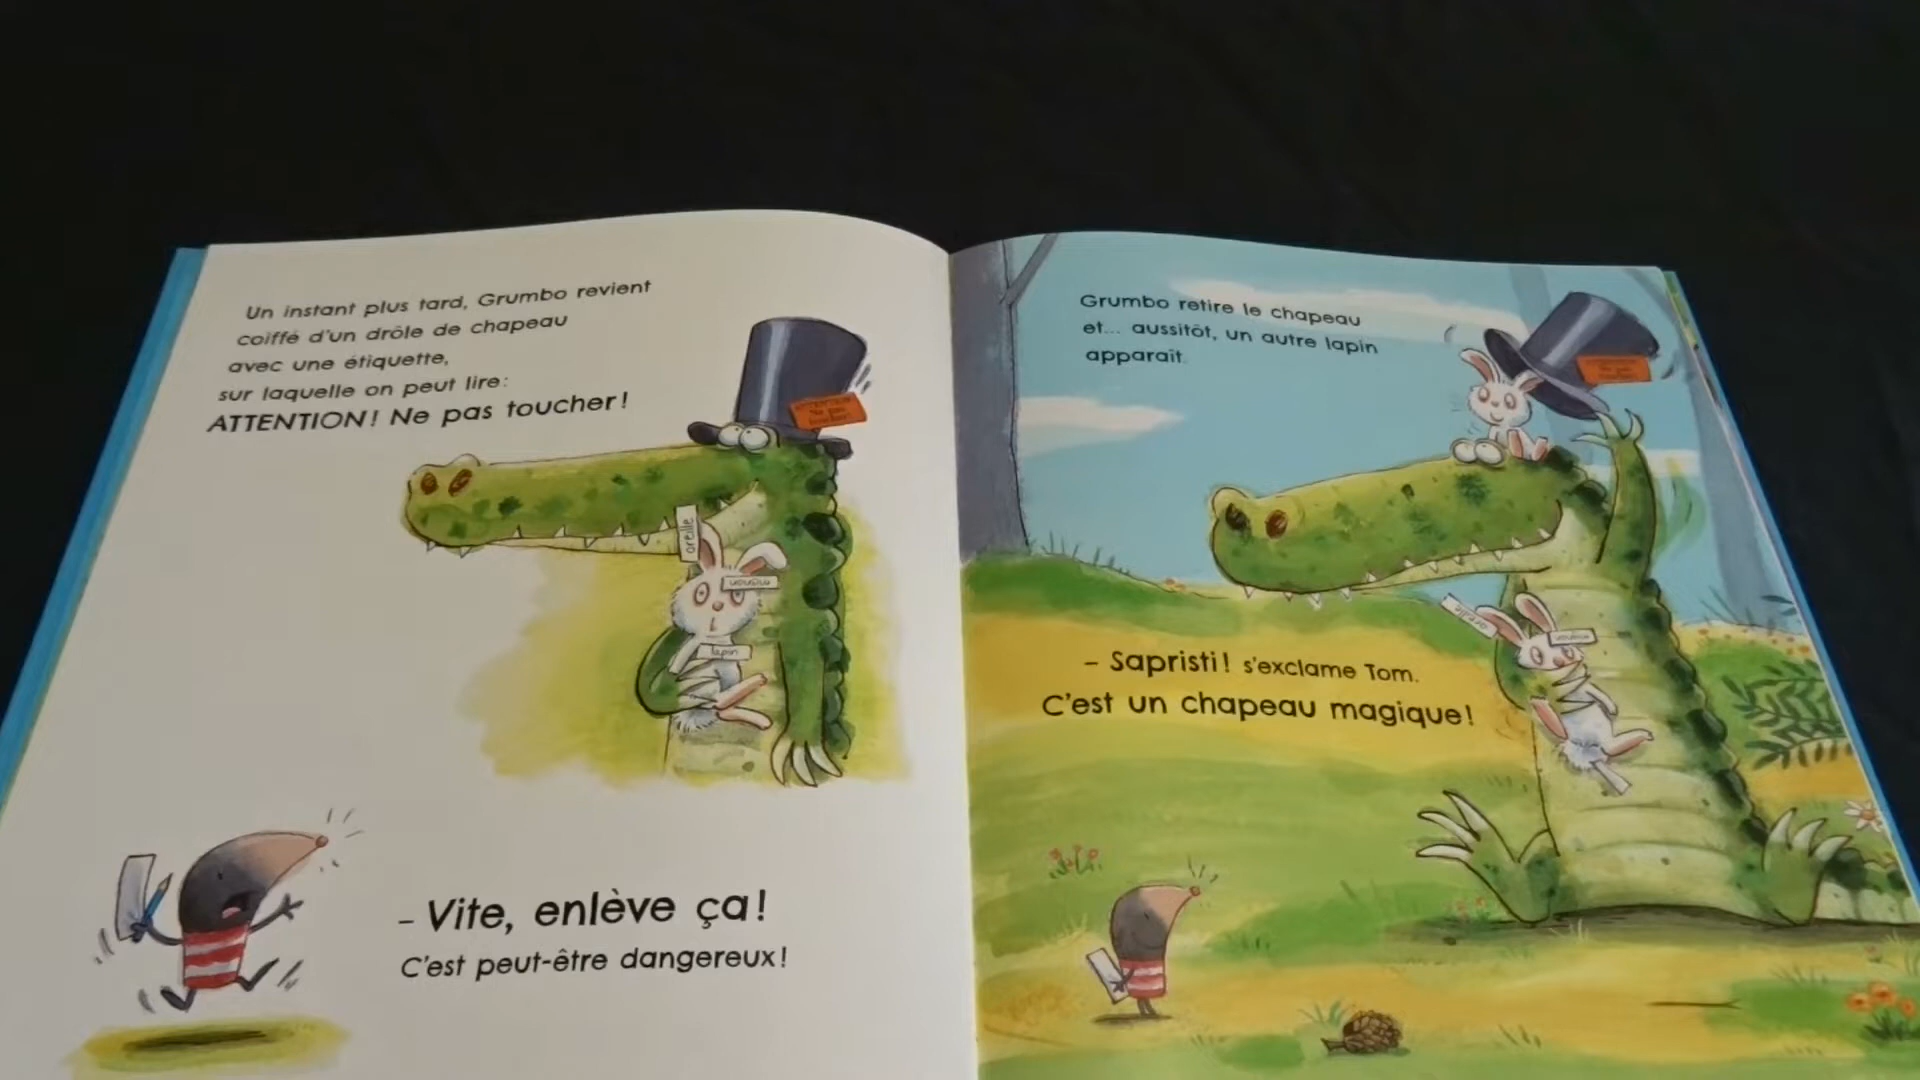 Un instant plus tard, Grumbo revient
coiffé d'un drôle de chapeau
avec une étiquette,
sur laquelle on peut lire:
ATTENTION! Ne pas toucher!
oreille
lapin
– Vite, enlève ça!
C'est peut-être dangereux!
Grumbo retire le chapeau
et... aussitôt, un autre lapin
apparaît.
oreille
– Sapristi! s'exclame Tom.
C'est un chapeau magique!